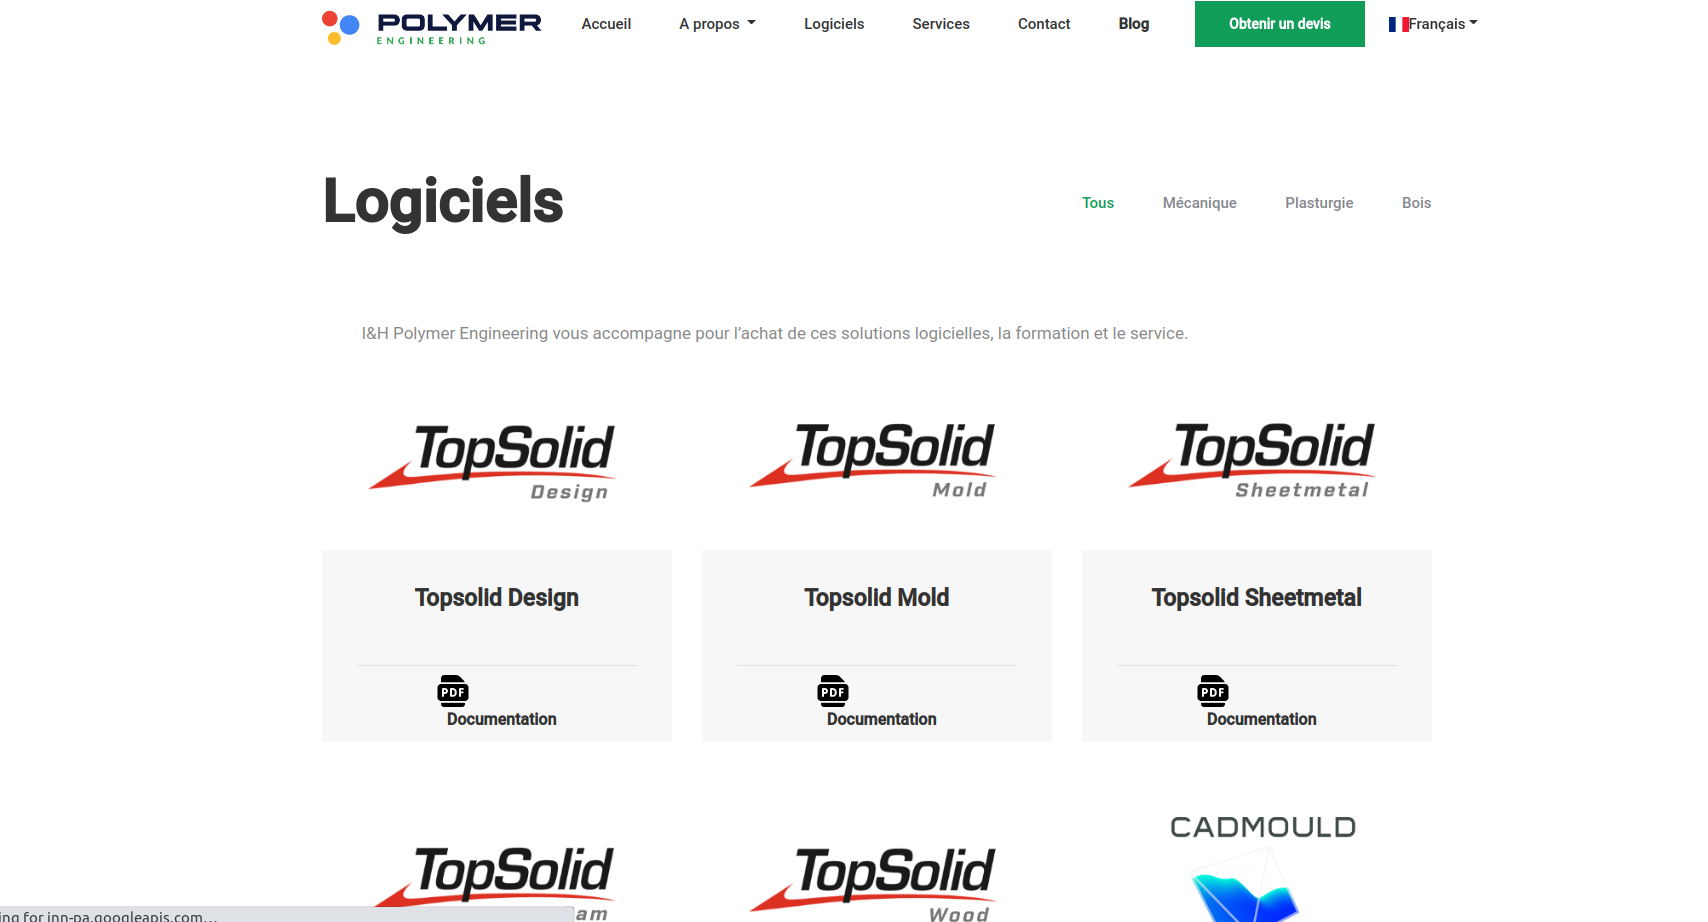 POLYMER
ENGINEERING
Accueil
A propos
Logiciels
Services
Contact
Blog
Obtenir un devis
Français
Logiciels
Tous
Mécanique
Plasturgie
Bois
I&H Polymer Engineering vous accompagne pour l’achat de ces solutions logicielles, la formation et le service.
TopSolid
Design
TopSolid
Mold
TopSolid
Sheetmetal
Topsolid Design
Topsolid Mold
Topsolid Sheetmetal
PDF
Documentation
PDF
Documentation
PDF
Documentation
CADMOULD
TopSolid
am
TopSolid
Wood
ing for inn-pa.googleapis.com...